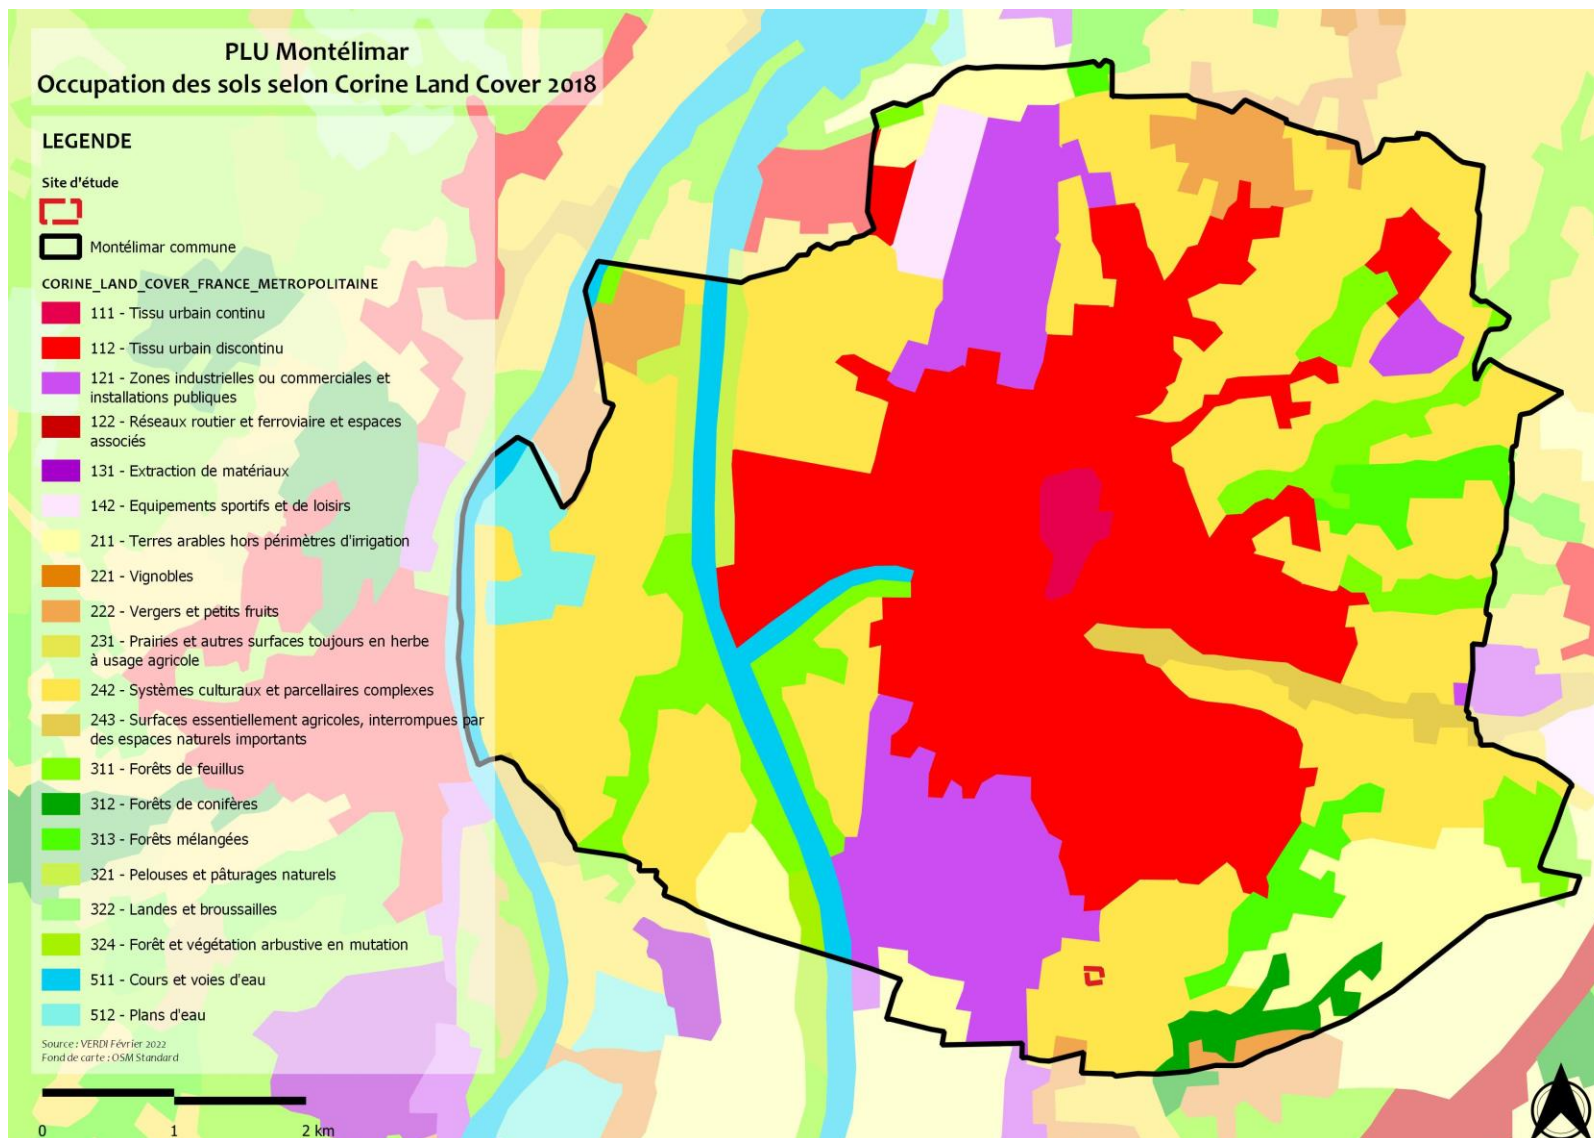 PLU Montélimar
Occupation des sols selon Corine Land Cover 2018
LEGENDE
Site d'étude
Montélimar commune
CORINE_LAND_COVER_FRANCE_METROPOLITAINE
111 - Tissu urbain continu
112 - Tissu urbain discontinu
121 - Zones industrielles ou commerciales et
installations publiques
122 - Réseaux routier et ferroviaire et espaces
associés
131 - Extraction de matériaux
142 - Equipements sportifs et de loisirs
211 - Terres arables hors périmètres d'irrigation
221 - Vignobles
222 - Vergers et petits fruits
231 - Prairies et autres surfaces toujours en herbe
à usage agricole
242 - Systèmes culturaux et parcellaires complexes
243 - Surfaces essentiellement agricoles, interrompues par
des espaces naturels importants
311 - Forêts de feuillus
312 - Forêts de conifères
313 - Forêts mélangées
321 - Pelouses et pâturages naturels
322 - Landes et broussailles
324 - Forêt et végétation arbustive en mutation
511 - Cours et voies d'eau
512 - Plans d'eau
Source : VERDI Février 2022
Fond de carte : OSM Standard
0 1 2 km